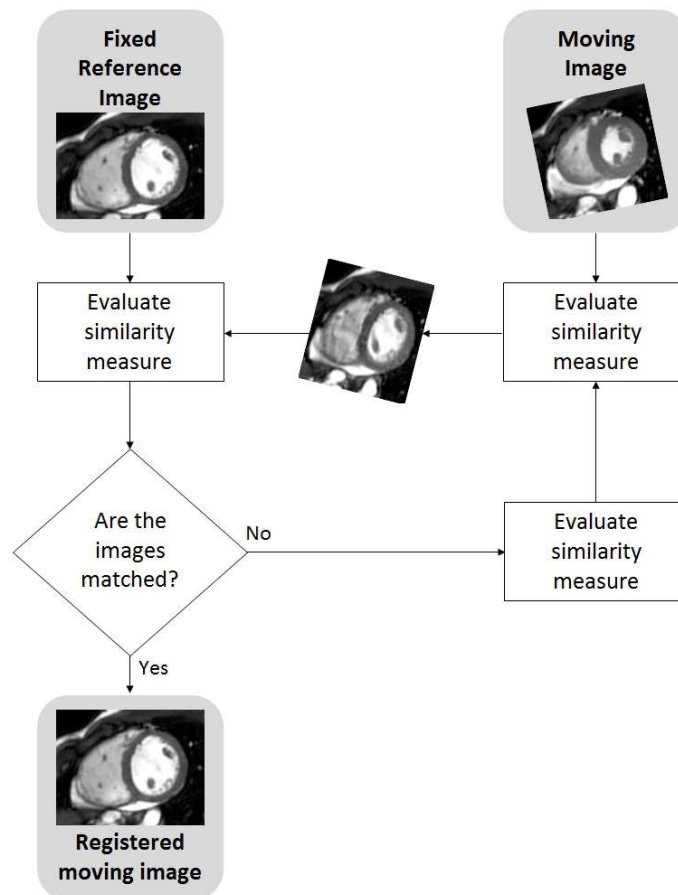 Fixed
Reference
Image
Moving
Image
Evaluate
similarity
measure
Evaluate
similarity
measure
Are the
images
matched?
No
Evaluate
similarity
measure
Yes
Registered
moving image